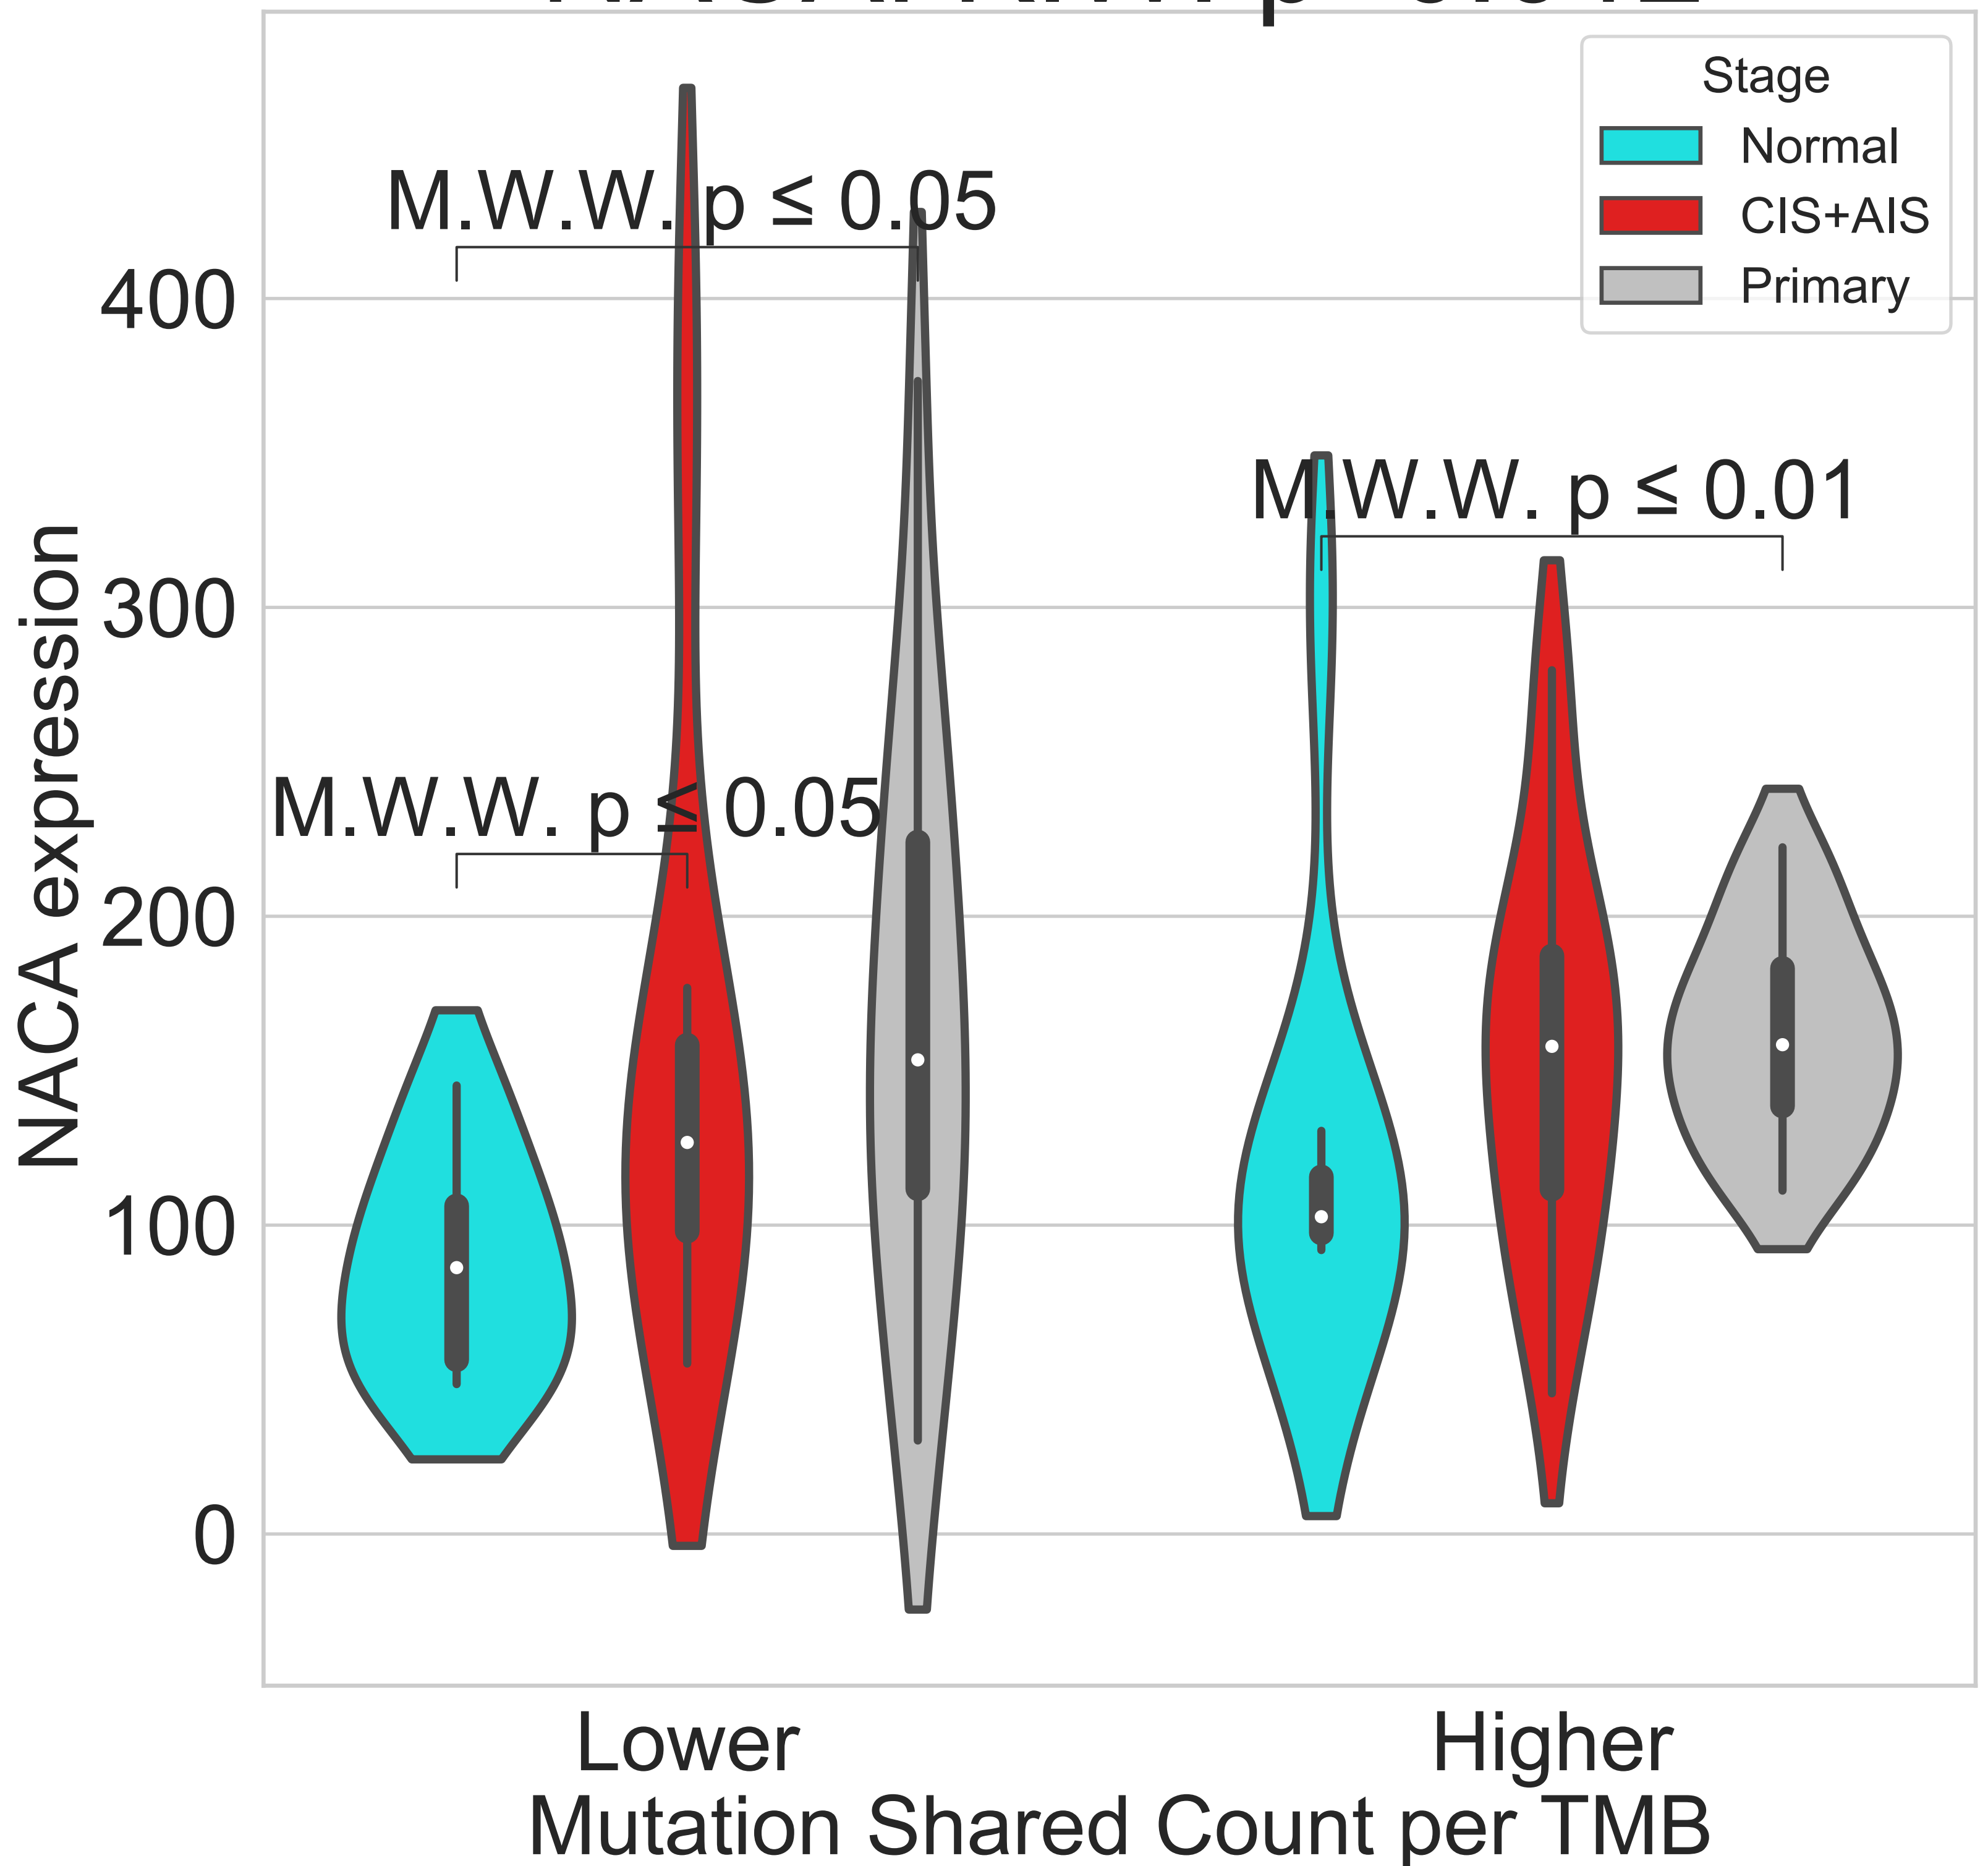 Stage
Normal
CIS+AIS
Primary
M.W.W. p ≤ 0.05
M.W.W. p ≤ 0.01
M.W.W. p ≤ 0.05
400
300
200
100
0
NACA expression
Lower
Higher
Mutation Shared Count per TMB